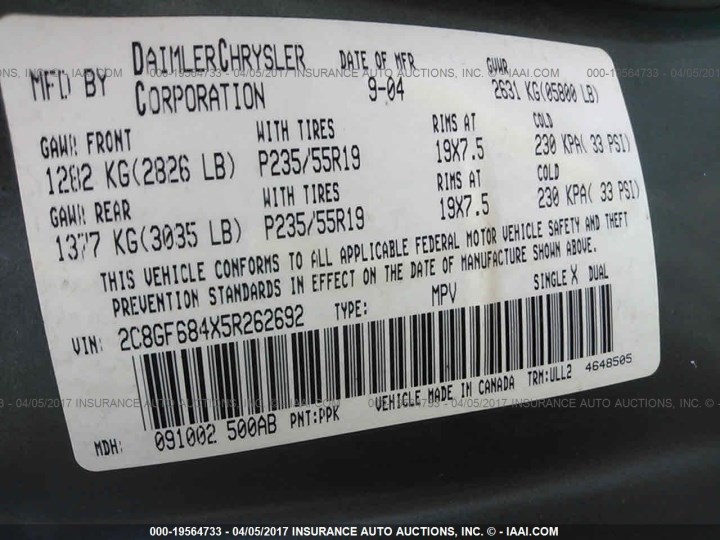 MFD BY DAIMLERCHRYSLER CORPORATION
DATE OF MFR 9-04
GVWR 2631 KG(05800 LB)
GAWR FRONT WITH TIRES RIMS AT COLD
1282 KG(2826 LB) P235/55R19 19X7.5 230 KPA( 33 PSI)
GAWR REAR WITH TIRES RIMS AT COLD
1377 KG(3035 LB) P235/55R19 19X7.5 230 KPA( 33 PSI)
THIS VEHICLE CONFORMS TO ALL APPLICABLE FEDERAL MOTOR VEHICLE SAFETY AND THEFT
PREVENTION STANDARDS IN EFFECT ON THE DATE OF MANUFACTURE SHOWN ABOVE.
VIN: 2C8GF684X5R262692 TYPE: MPV SINGLE X DUAL
MDH: 091002 500AB PNT:PPK VEHICLE MADE IN CANADA TRM:ULL2 4648505
000-19564733 - 04/05/2017 INSURANCE AUTO AUCTIONS, INC. - © IAAI.COM